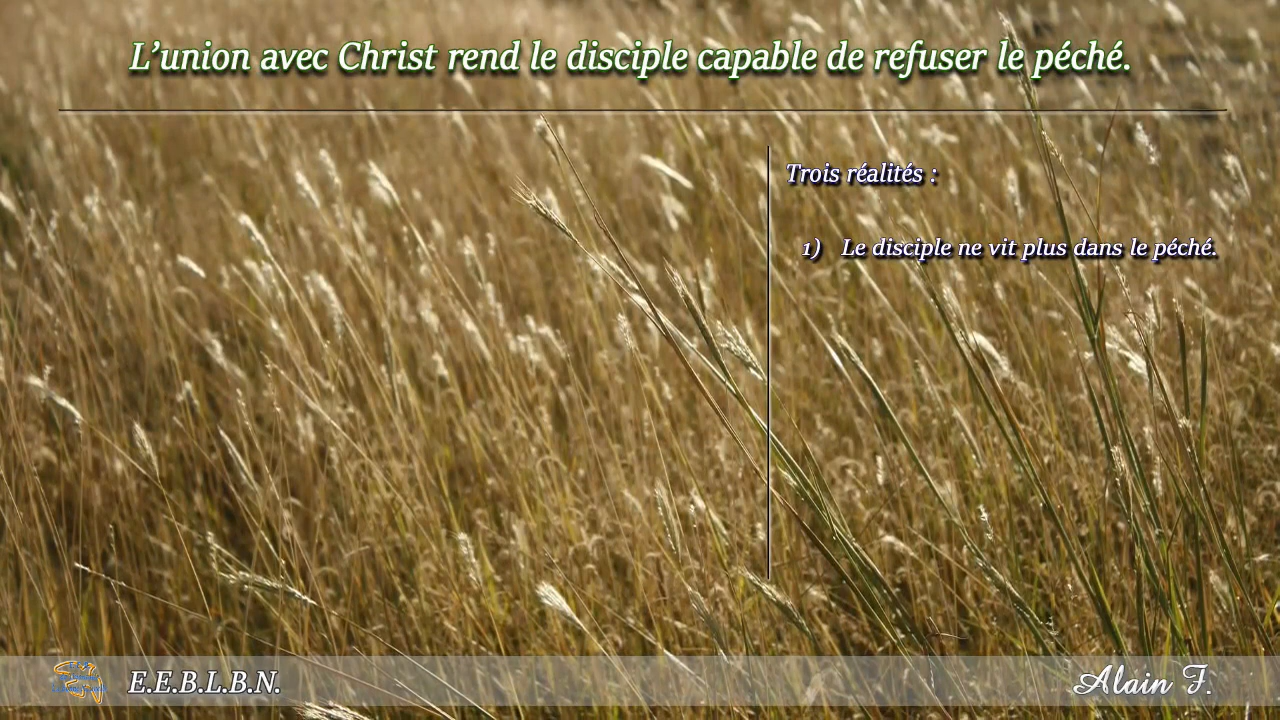 L’union avec Christ rend le disciple capable de refuser le péché.
Trois réalités :
1) Le disciple ne vit plus dans le péché.
E.E.B.L.B.N.
Alain F.